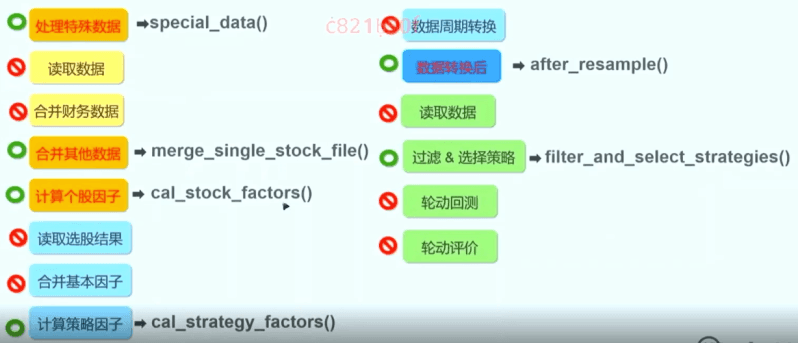 处理特殊数据 ➡special_data()
读取数据
合并财务数据
合并其他数据 ➡ merge_single_stock_file()
计算个股因子 ➡ cal_stock_factors()
读取选股结果
合并基本因子
计算策略因子 ➡ cal_strategy_factors()
数据周期转换
数据转换后 ➡ after_resample()
读取数据
过滤 & 选择策略 ➡ filter_and_select_strategies()
轮动回测
轮动评价